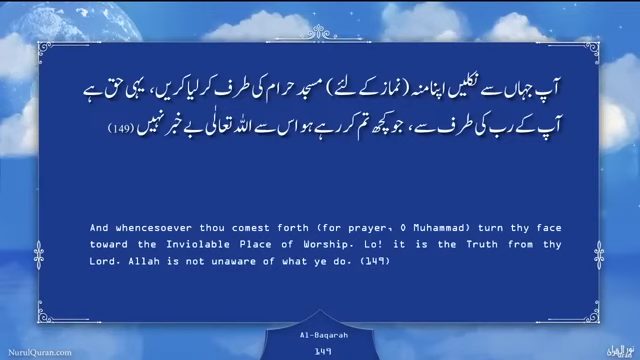 آپ جہاں سے نکلیں اپنا منہ (نماز کے لئے) مسجد حرام کی طرف کرلیا کریں، یہی حق ہے
آپ کے رب کی طرف سے، جو کچھ تم کر رہے ہو اس سے اللہ تعالٰی بے خبر نہیں (149)
And whencesoever thou comest forth (for prayer, O Muhammad) turn thy face
toward the Inviolable Place of Worship. Lo! it is the Truth from thy
Lord. Allah is not unaware of what ye do. (149)
Al-Baqarah
149
NurulQuran.com